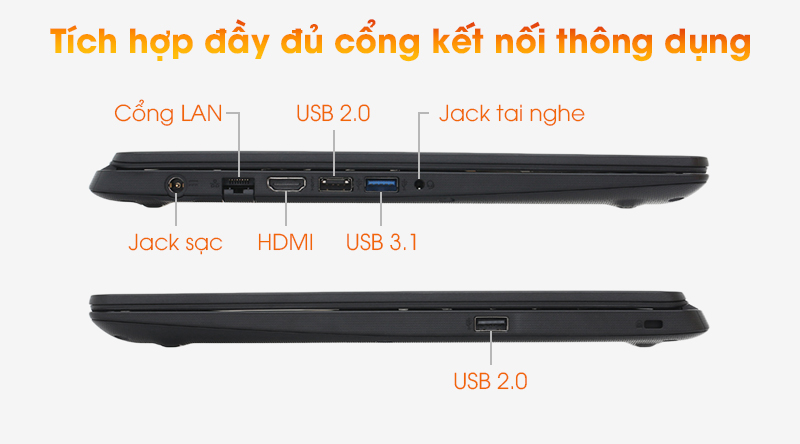 Tích hợp đầy đủ cổng kết nối thông dụng
Cổng LAN
USB 2.0
Jack tai nghe
Jack sạc
HDMI
USB 3.1
USB 2.0